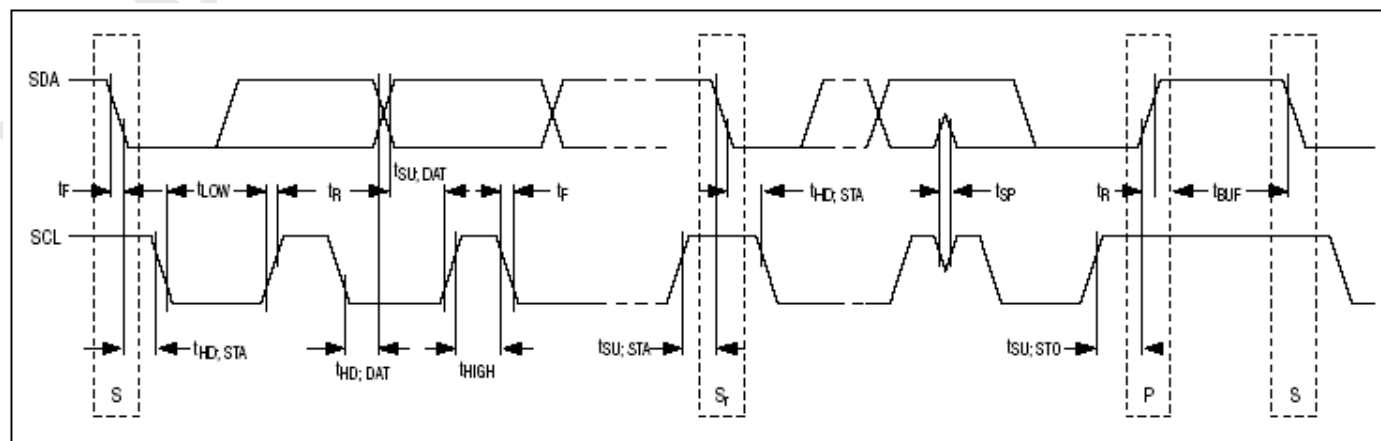 SDA
tF
tLOW
tR
tSU; DAT
tF
tHD; STA
tSP
tR
tBUF
SCL
tHD; STA
tHD; DAT
tHIGH
tSU; STA
tSU; STO
S
Sr
P
S